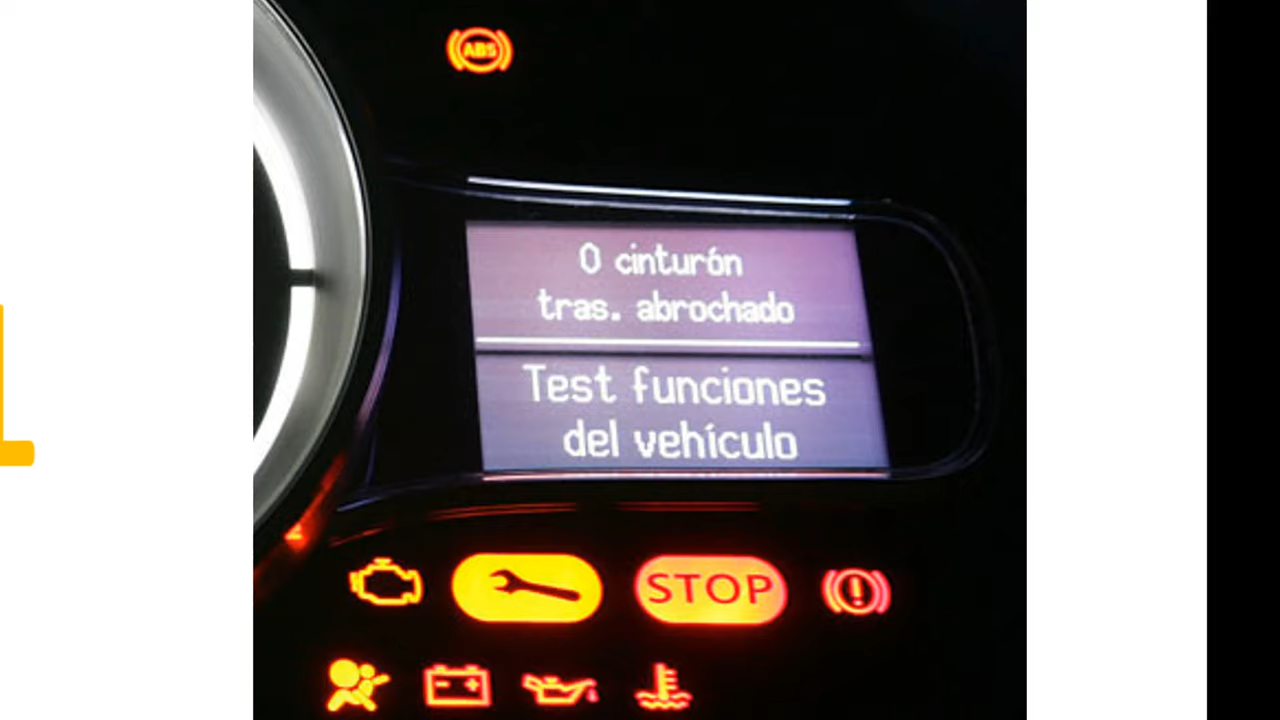 ABS
0 cinturón
tras. abrochado
Test funciones
del vehículo
STOP